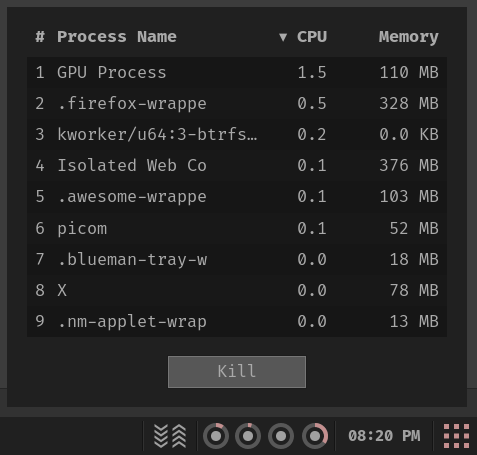 # Process Name ▼ CPU Memory
1 GPU Process 1.5 110 MB
2 .firefox-wrappe 0.5 328 MB
3 kworker/u64:3-btrfs… 0.2 0.0 KB
4 Isolated Web Co 0.1 376 MB
5 .awesome-wrappe 0.1 103 MB
6 picom 0.1 52 MB
7 .blueman-tray-w 0.0 18 MB
8 X 0.0 78 MB
9 .nm-applet-wrap 0.0 13 MB
Kill
08:20 PM